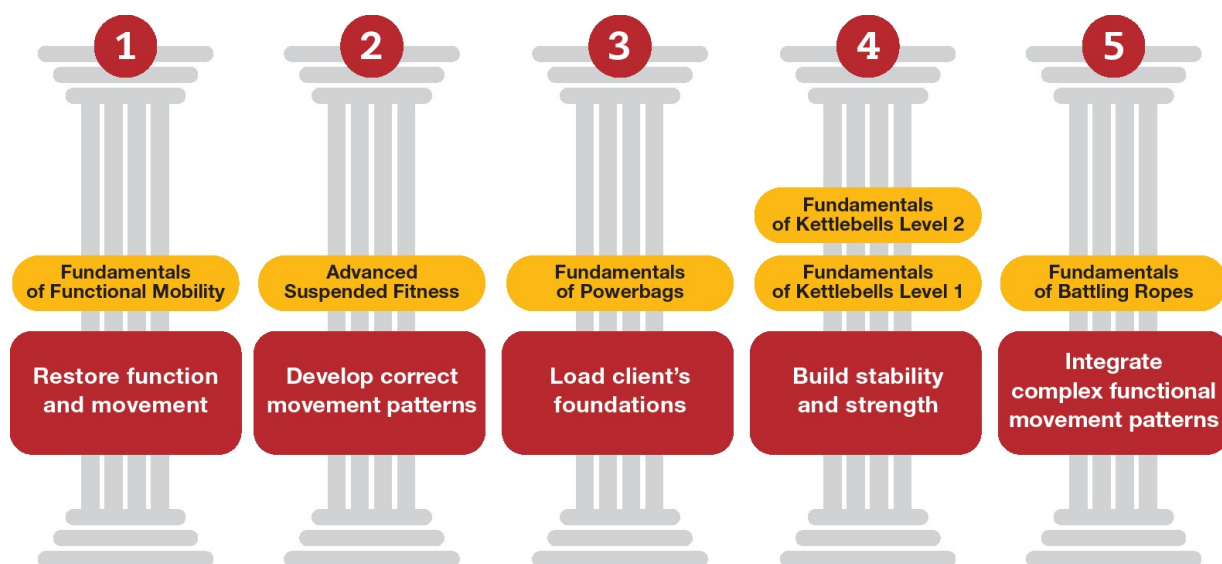 1
2
3
4
5
Fundamentals
of Functional Mobility
Restore function
and movement
Advanced
Suspended Fitness
Develop correct
movement patterns
Fundamentals
of Powerbags
Load client's
foundations
Fundamentals
of Kettlebells Level 2
Fundamentals
of Kettlebells Level 1
Build stability
and strength
Fundamentals
of Battling Ropes
Integrate
complex functional
movement patterns